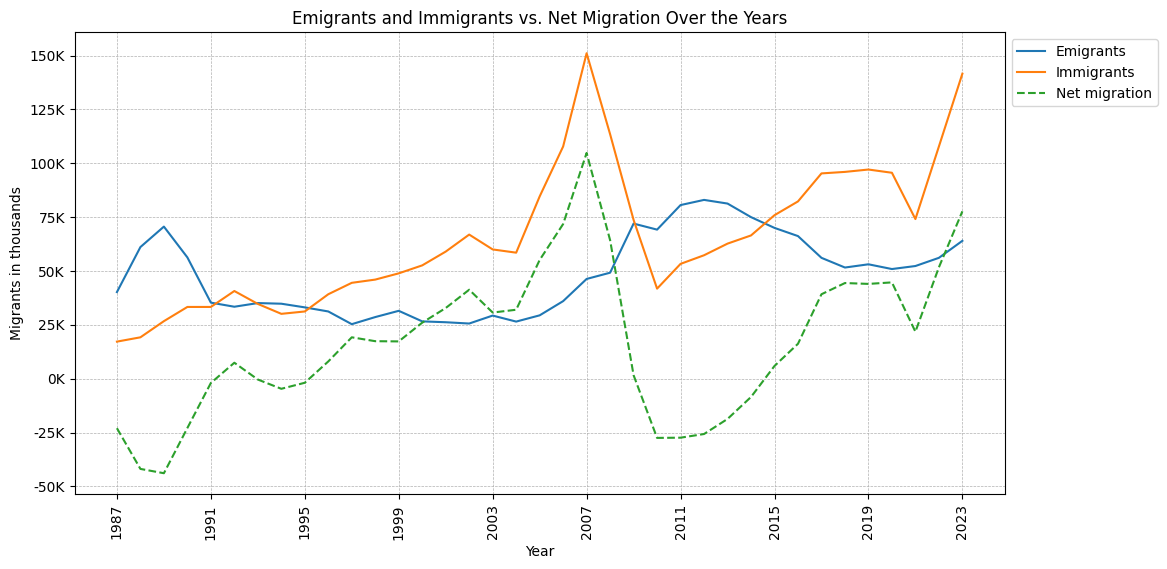 Emigrants and Immigrants vs. Net Migration Over the Years
Emigrants
Immigrants
Net migration
Migrants in thousands
150K
125K
100K
75K
50K
25K
0K
-25K
-50K
1987
1991
1995
1999
2003
2007
2011
2015
2019
2023
Year